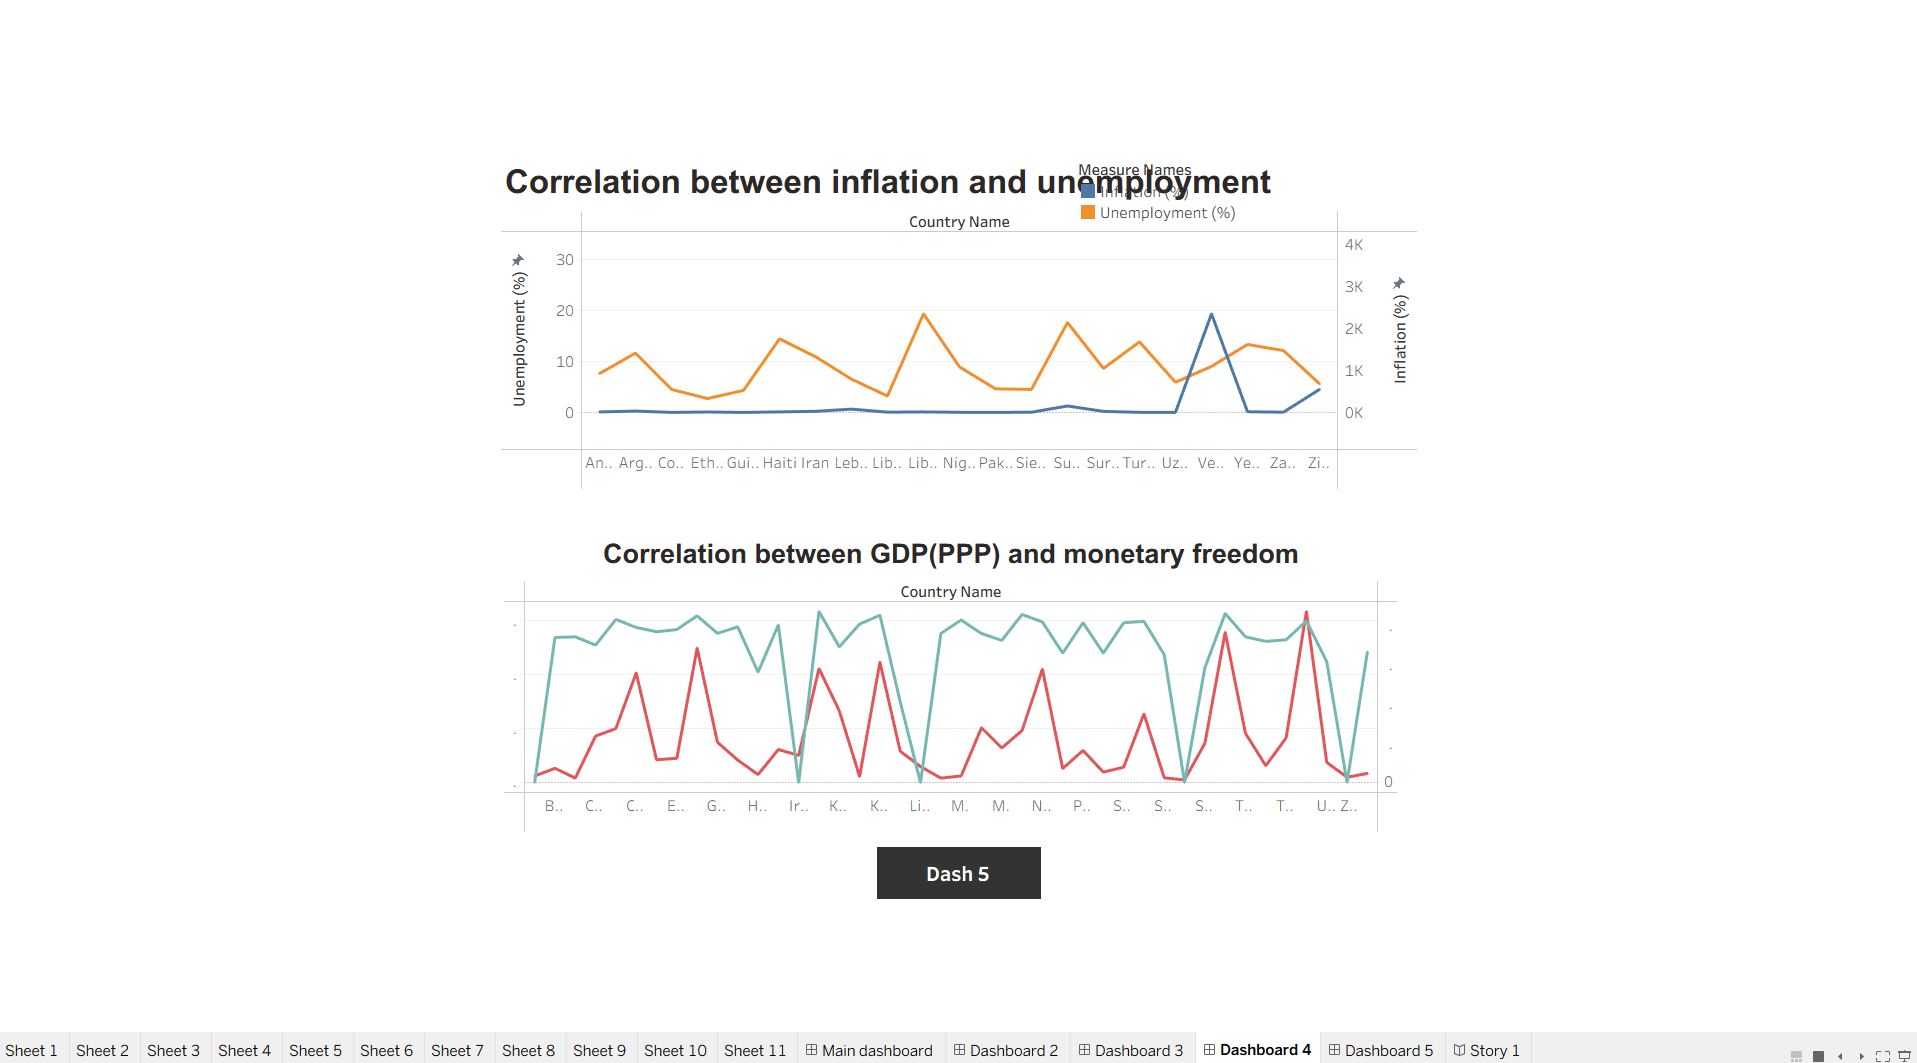 Measure Names
Correlation between inflation and unemployment
Inflation (%)
Unemployment (%)
Country Name
Unemployment (%)
30
20
10
0
4K
3K
2K
1K
0K
Inflation (%)
An.. Arg.. Co.. Eth.. Gui.. Haiti Iran Leb.. Lib.. Lib.. Nig.. Pak.. Sie.. Su.. Sur.. Tur.. Uz.. Ve.. Ye.. Za.. Zi..
Correlation between GDP(PPP) and monetary freedom
Country Name
0
B.. C.. C.. E.. G.. H.. Ir.. K.. K.. Li.. M. M. N.. P.. S.. S.. S.. T.. T.. U.. Z..
Dash 5
Sheet 1 Sheet 2 Sheet 3 Sheet 4 Sheet 5 Sheet 6 Sheet 7 Sheet 8 Sheet 9 Sheet 10 Sheet 11 Main dashboard Dashboard 2 Dashboard 3 Dashboard 4 Dashboard 5 Story 1